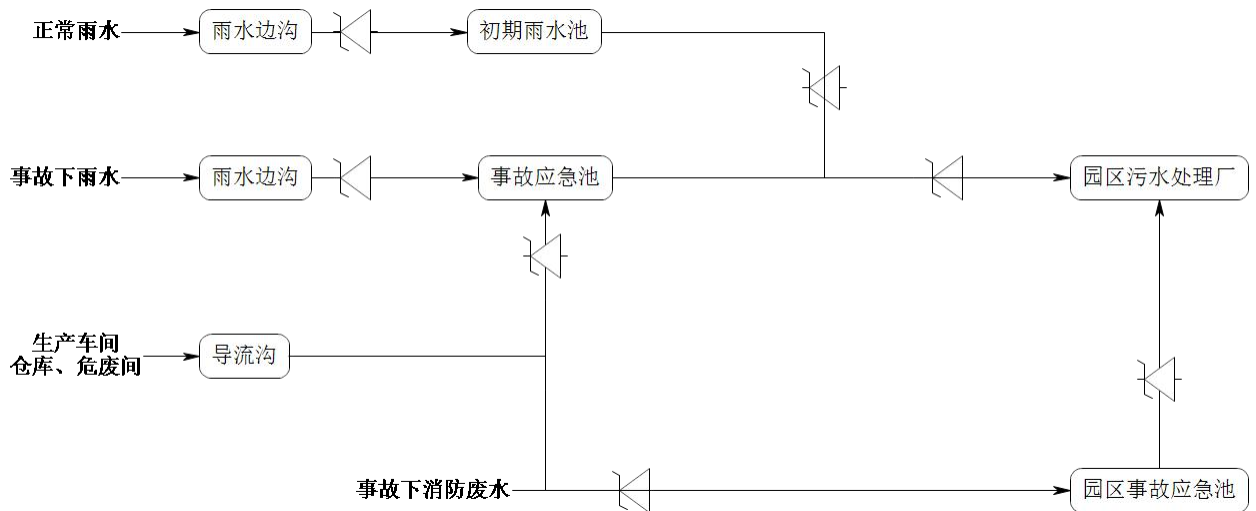 正常雨水
雨水边沟
初期雨水池
事故下雨水
雨水边沟
事故应急池
园区污水处理厂
生产车间
仓库、危废间
导流沟
事故下消防废水
园区事故应急池